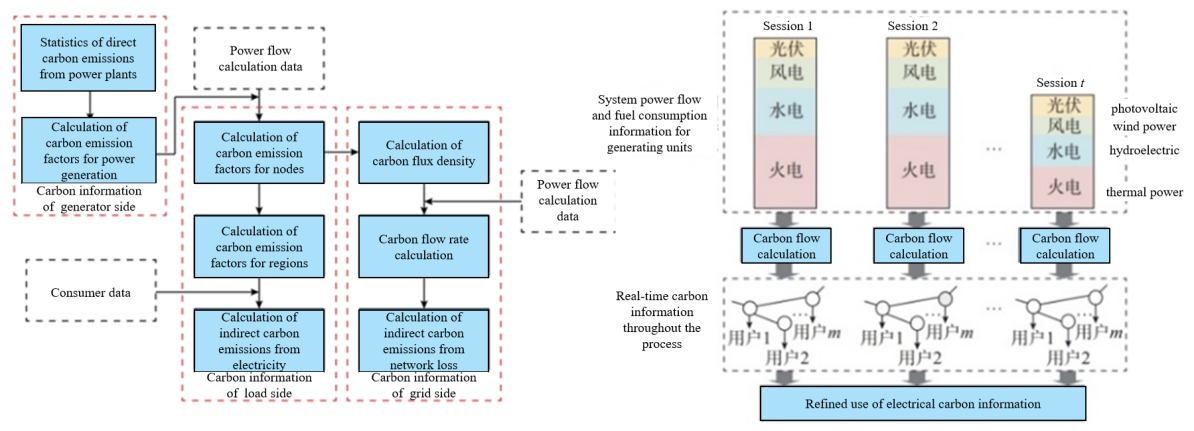 Statistics of direct
carbon emissions
from power plants
Calculation of
carbon emission
factors for power
generation
Carbon information
of generator side
Power flow
calculation data
Calculation of
carbon emission
factors for nodes
Calculation of
carbon emission
factors for regions
Consumer data
Calculation of
indirect carbon
emissions from
electricity
Carbon information
of load side
Calculation of
carbon flux density
Power flow
calculation
data
Carbon flow rate
calculation
Calculation of
indirect carbon
emissions from
network loss
Carbon information
of grid side
System power flow
and fuel consumption
information for
generating units
Session 1
光伏
风电
水电
火电
Session 2
光伏
风电
水电
火电
...
Session t
光伏
风电
水电
火电
photovoltaic
wind power
hydroelectric
thermal power
Carbon flow
calculation
Carbon flow
calculation
...
Carbon flow
calculation
Real-time carbon
information
throughout the
process
用户1
用户2
...
用户m
用户1
用户2
...
用户m
...
用户1
用户2
...
用户m
Refined use of electrical carbon information